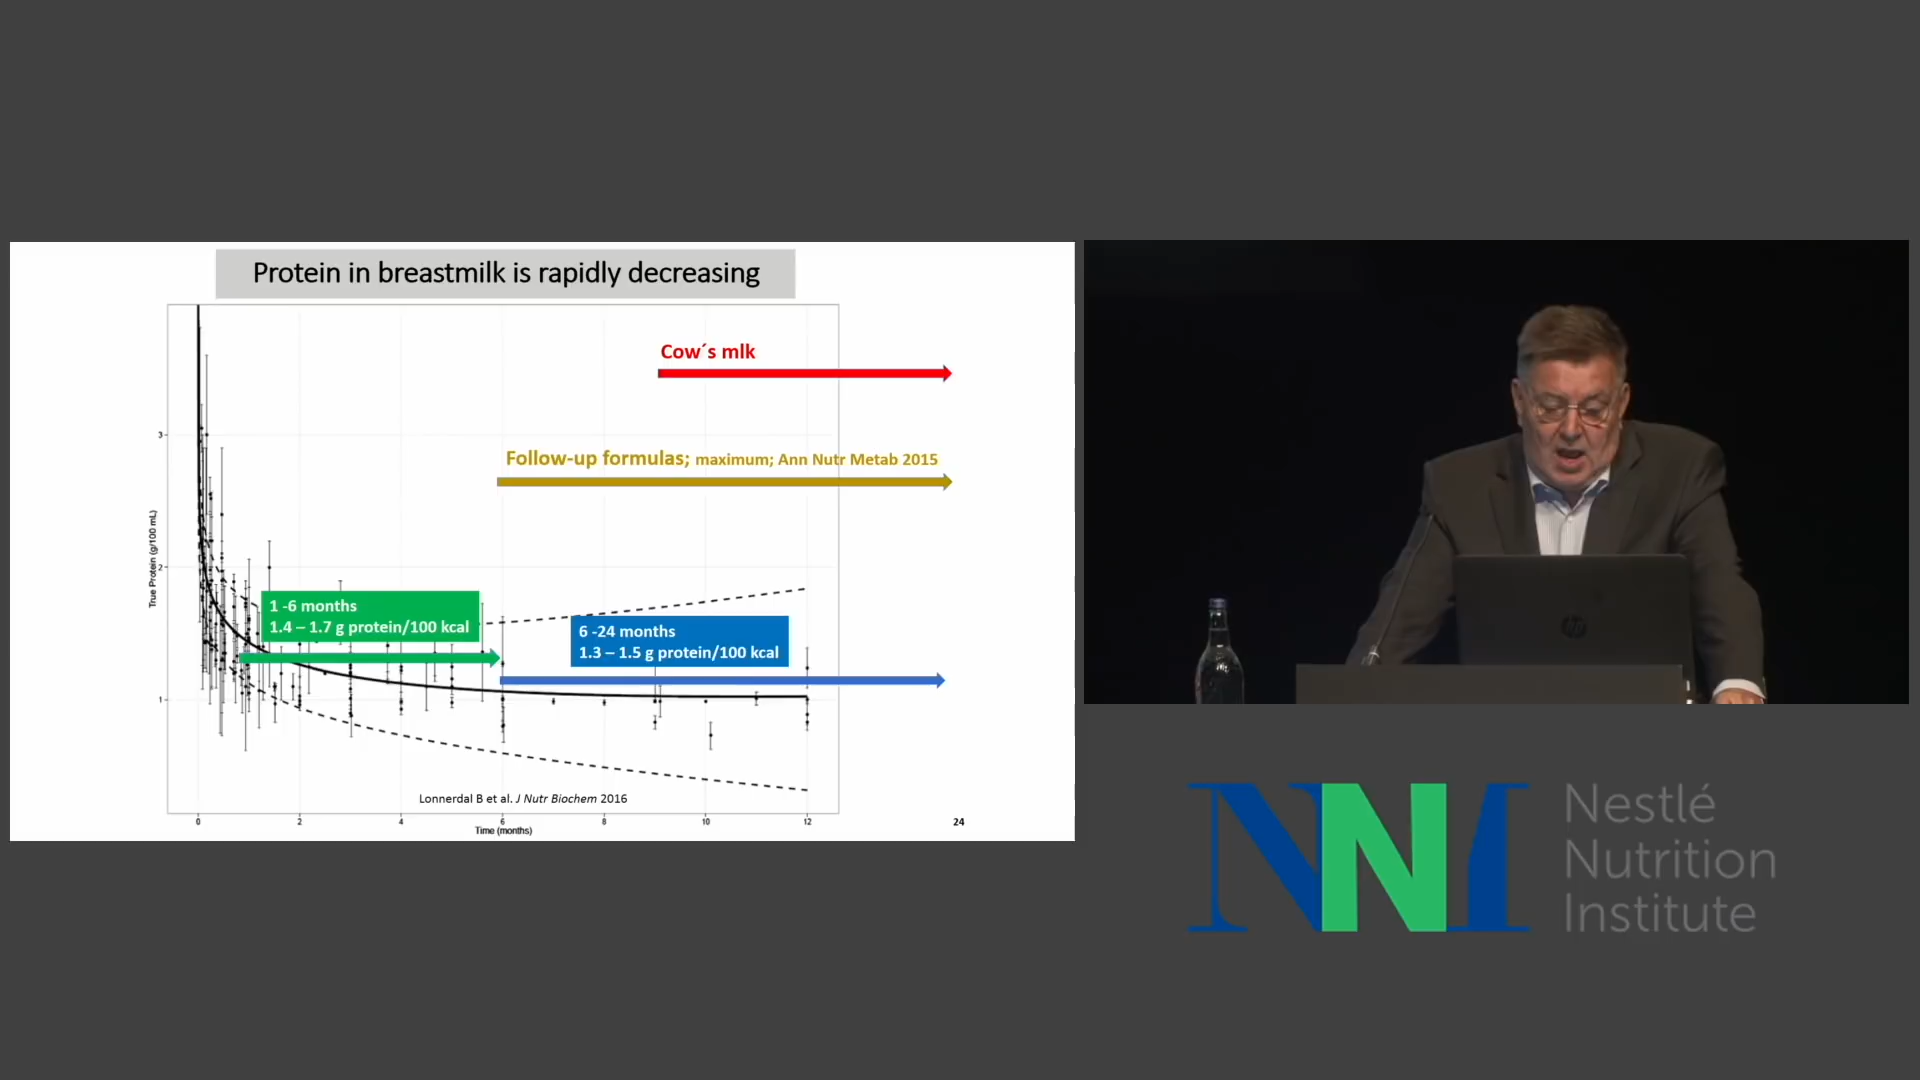 Protein in breastmilk is rapidly decreasing
Cow´s mlk
Follow-up formulas; maximum; Ann Nutr Metab 2015
3
2
1
True Protein (g/100 mL)
1 -6 months
1.4 – 1.7 g protein/100 kcal
6 -24 months
1.3 – 1.5 g protein/100 kcal
Lonnerdal B et al. J Nutr Biochem 2016
0 2 4 6 8 10 12
Time (months)
24
hp
NNI
Nestlé
Nutrition
Institute